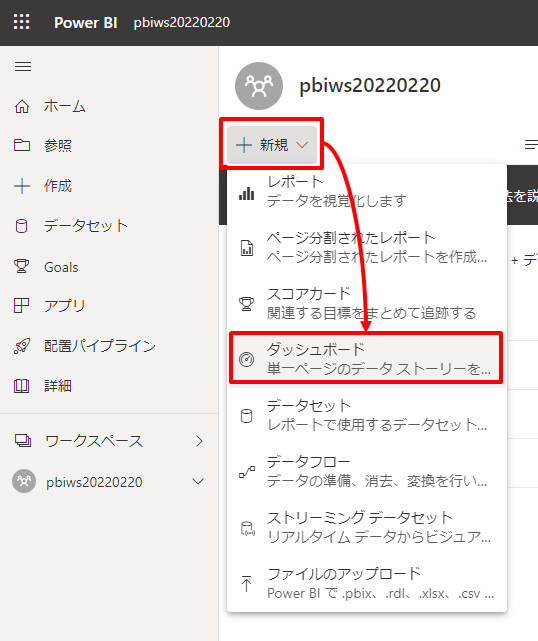 Power BI pbiws20220220
pbiws20220220
ホーム
参照
作成
データセット
Goals
アプリ
配置パイプライン
詳細
ワークスペース
pbiws20220220
新規
レポート
データを視覚化します
ページ分割されたレポート
ページ分割されたレポートを作成...
スコアカード
関連する目標をまとめて追跡する
ダッシュボード
単一ページのデータ ストーリーを...
データセット
レポートで使用するデータセット...
データフロー
データの準備、消去、変換を行い...
ストリーミング データセット
リアルタイム データからビジュア...
ファイルのアップロード
Power BI で .pbix、.rdl、.xlsx、.csv ...
法を説
+ デ